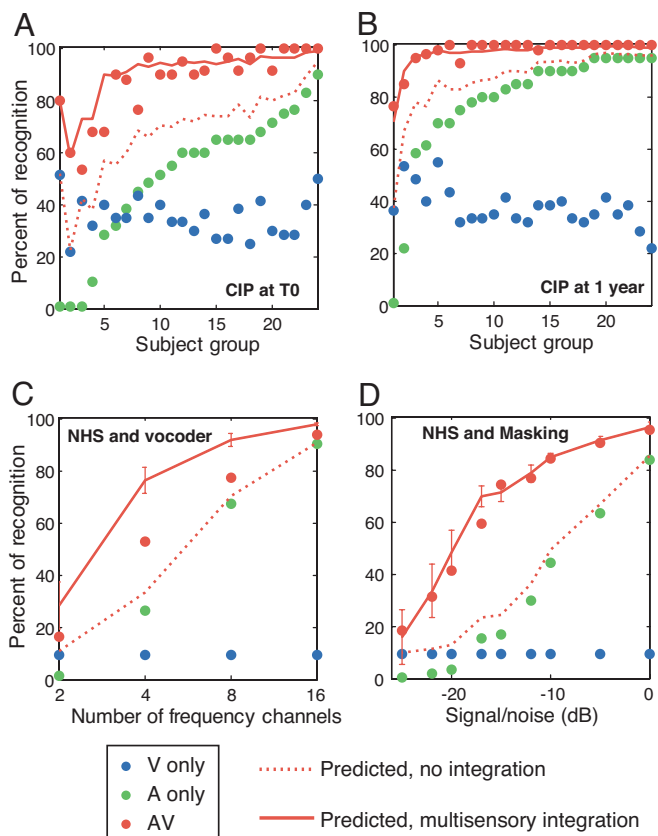 A
B
100
80
60
40
20
0
Percent of recognition
5
10
15
20
Subject group
CIP at T0
100
80
60
40
20
0
5
10
15
20
Subject group
CIP at 1 year
C
D
100
80
60
40
20
0
Percent of recognition
2
4
8
16
Number of frequency channels
NHS and vocoder
100
80
60
40
20
0
-20
-10
0
Signal/noise (dB)
NHS and Masking
V only
A only
AV
Predicted, no integration
Predicted, multisensory integration